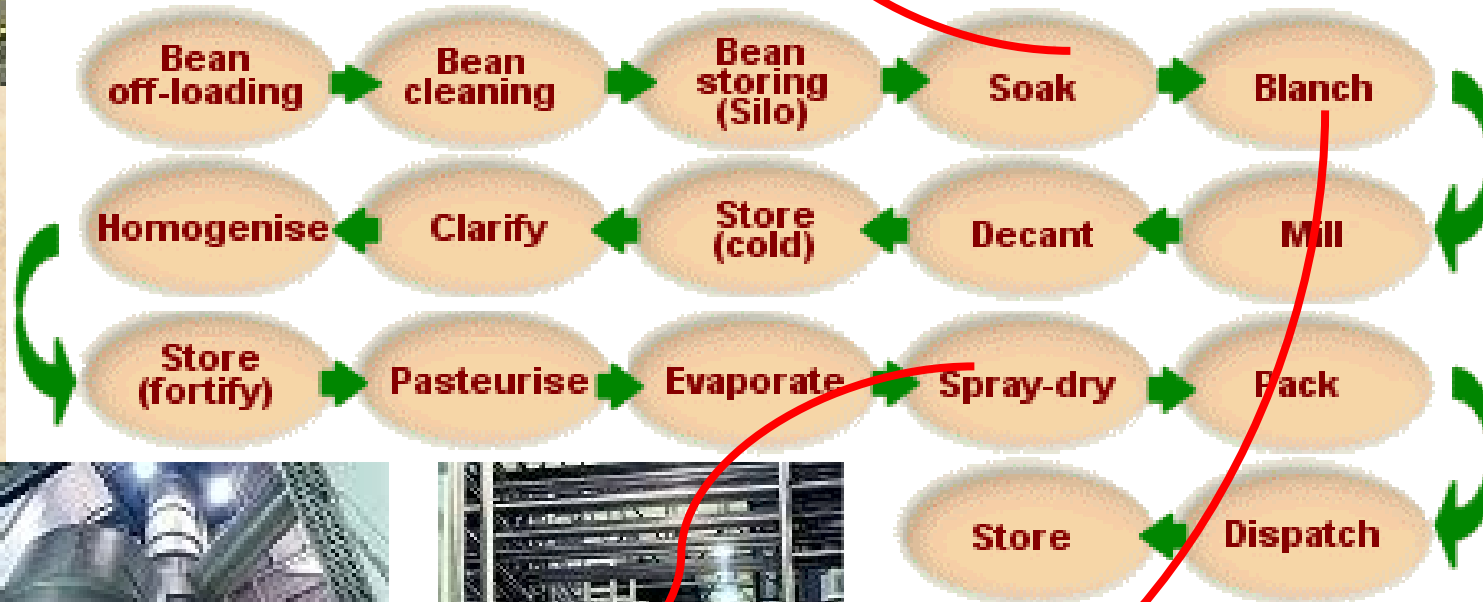 Bean
off-loading
Bean
cleaning
Bean
storing
(Silo)
Soak
Blanch
Mill
Decant
Store
(cold)
Clarify
Homogenise
Store
(fortify)
Pasteurise
Evaporate
Spray-dry
Pack
Dispatch
Store